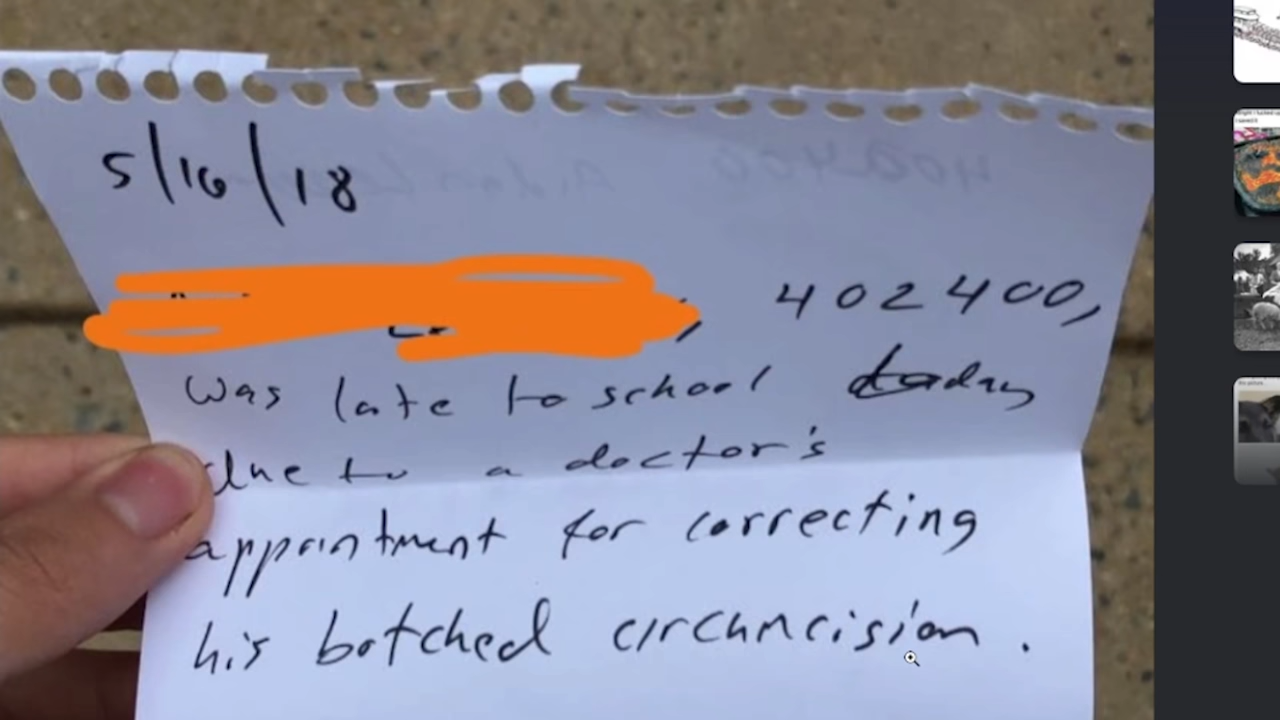 5/16/18
, 402400,
was late to school today
due to a doctor's
appointment for correcting
his botched circumcision.